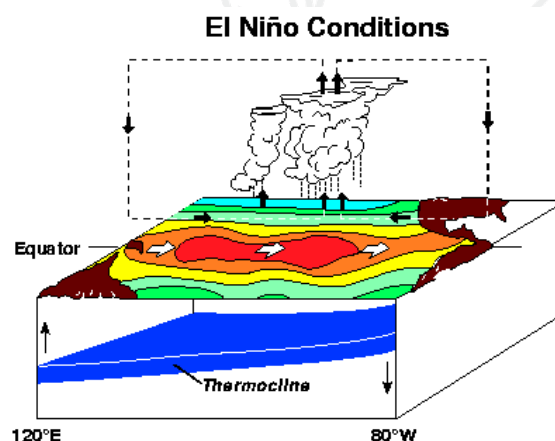 El Niño Conditions
Equator
Thermocline
120°E
80°W